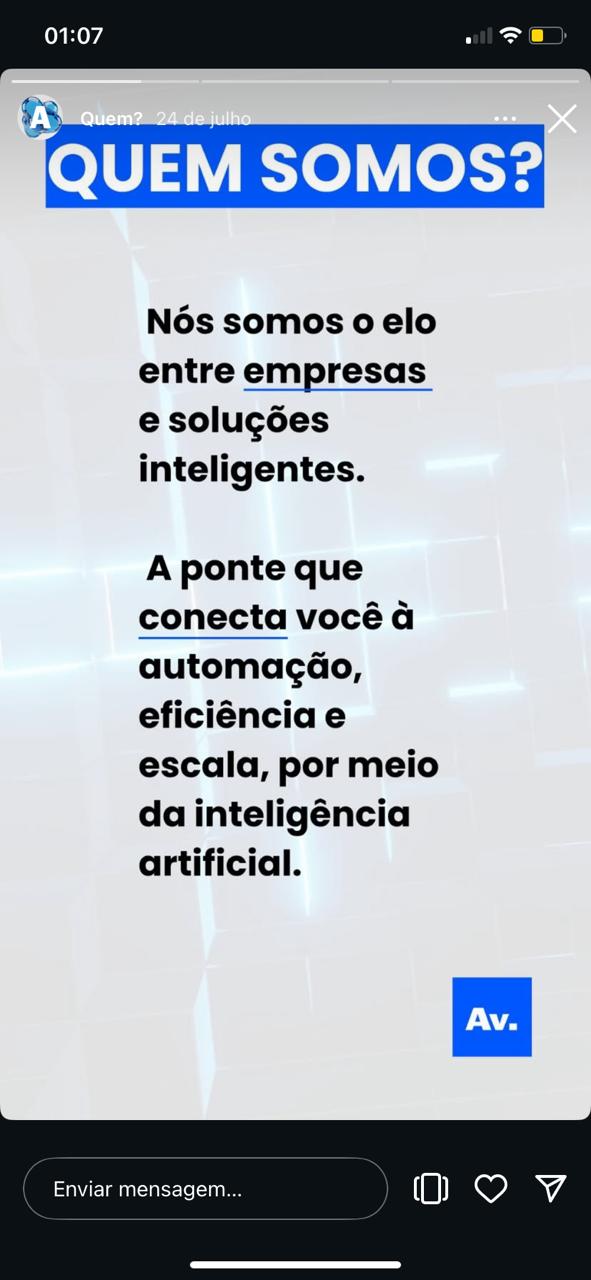 01:07
A Quem? 24 de julho
QUEM SOMOS?
Nós somos o elo
entre empresas
e soluções
inteligentes.
A ponte que
conecta você à
automação,
eficiência e
escala, por meio
da inteligência
artificial.
Av.
Enviar mensagem...